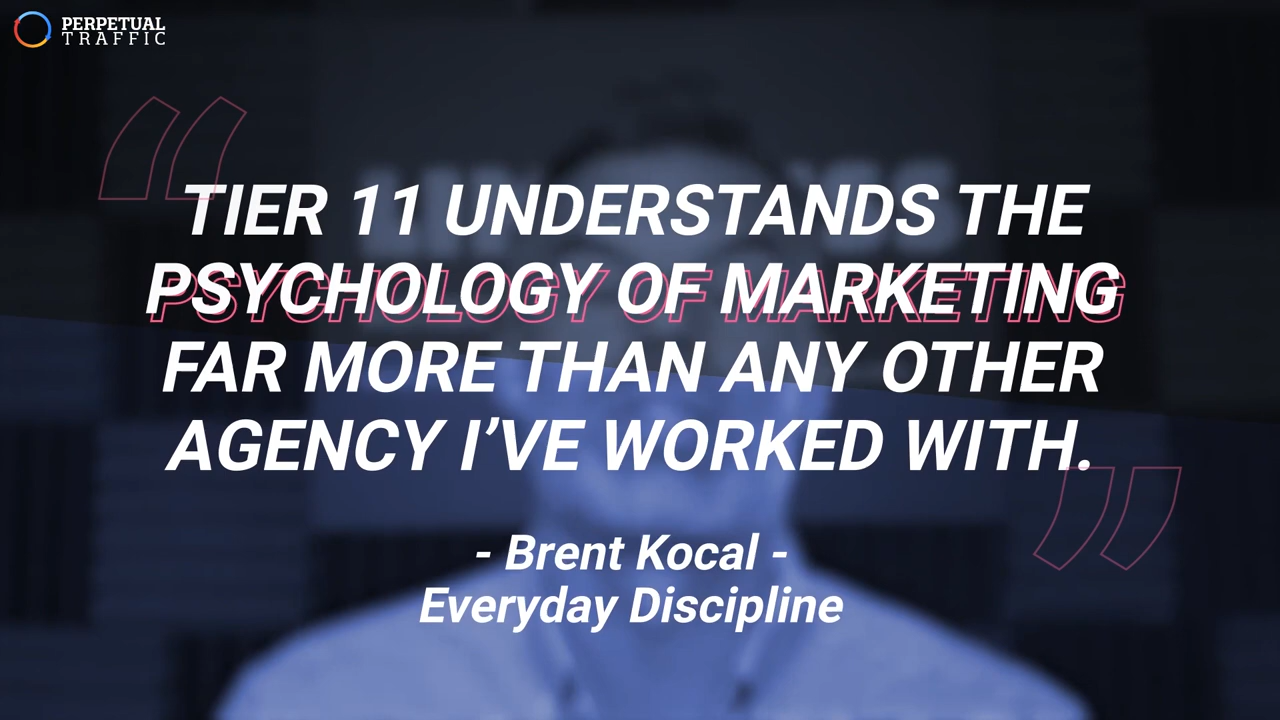 PERPETUAL
TRAFFIC
TIER 11 UNDERSTANDS THE
PSYCHOLOGY OF MARKETING
FAR MORE THAN ANY OTHER
AGENCY I’VE WORKED WITH.
- Brent Kocal -
Everyday Discipline